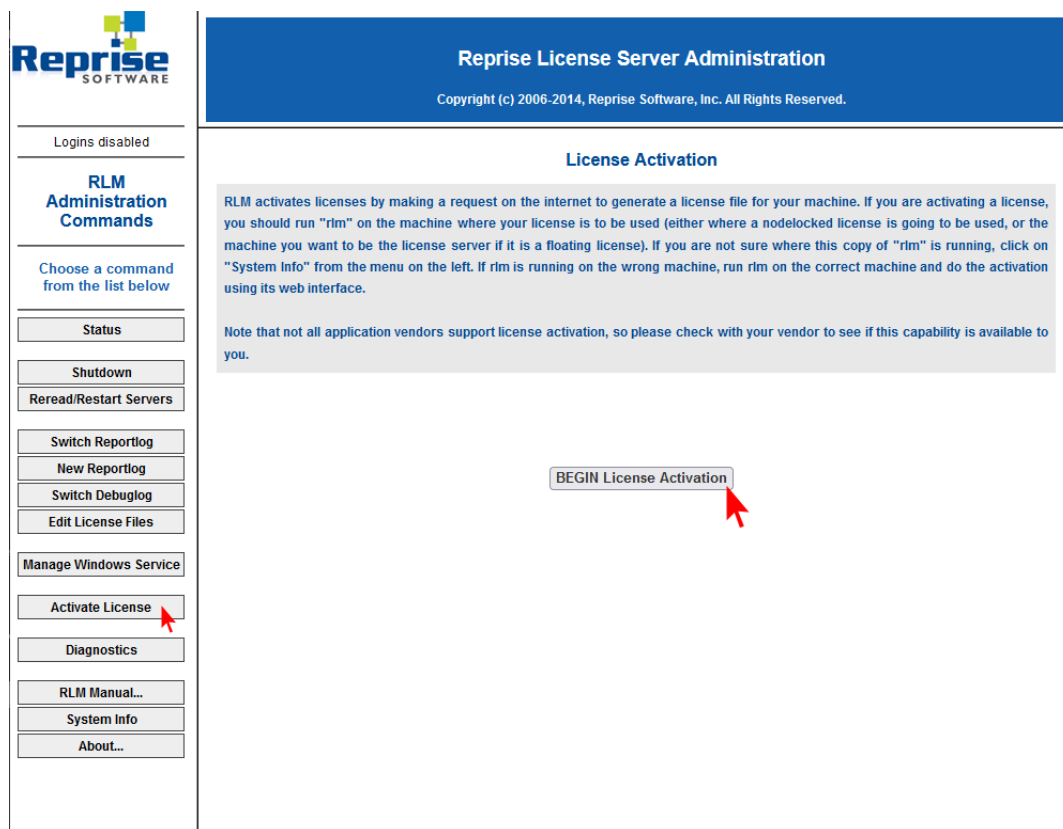 Reprise
SOFTWARE
Reprise License Server Administration
Copyright (c) 2006-2014, Reprise Software, Inc. All Rights Reserved.
Logins disabled
RLM
Administration
Commands
Choose a command
from the list below
Status
Shutdown
Reread/Restart Servers
Switch Reportlog
New Reportlog
Switch Debuglog
Edit License Files
Manage Windows Service
Activate License
Diagnostics
RLM Manual...
System Info
About...
License Activation
RLM activates licenses by making a request on the internet to generate a license file for your machine. If you are activating a license,
you should run "rlm" on the machine where your license is to be used (either where a nodelocked license is going to be used, or the
machine you want to be the license server if it is a floating license). If you are not sure where this copy of "rlm" is running, click on
"System Info" from the menu on the left. If rlm is running on the wrong machine, run rlm on the correct machine and do the activation
using its web interface.
Note that not all application vendors support license activation, so please check with your vendor to see if this capability is available to
you.
BEGIN License Activation